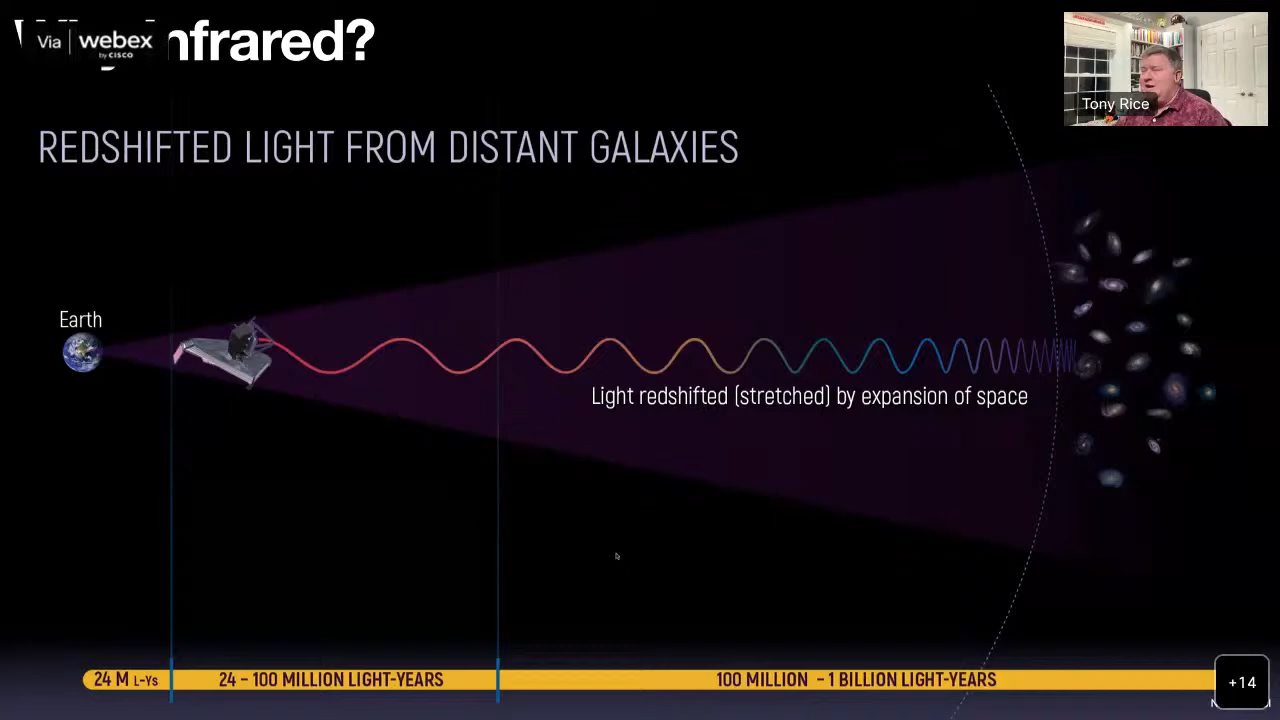 Via webex
by CISCO
nfrared?
Tony Rice
REDSHIFTED LIGHT FROM DISTANT GALAXIES
Earth
Light redshifted (stretched) by expansion of space
24 M L-Ys
24 – 100 MILLION LIGHT-YEARS
100 MILLION – 1 BILLION LIGHT-YEARS
+14